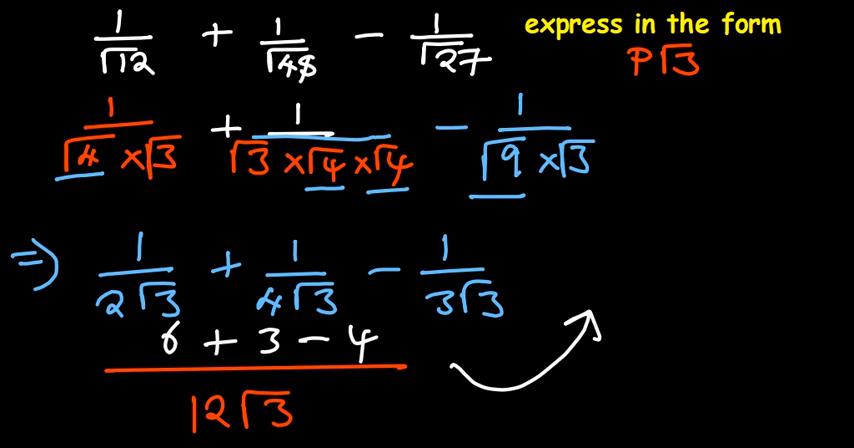 1/√12 + 1/√48 − 1/√27 express in the form
P√3
1/(√4 ×√3) + 1/(√3 ×√4 ×√4) − 1/(√9 ×√3)
⇒ 1/(2√3) + 1/(4√3) − 1/(3√3)
6 + 3 − 4
12√3